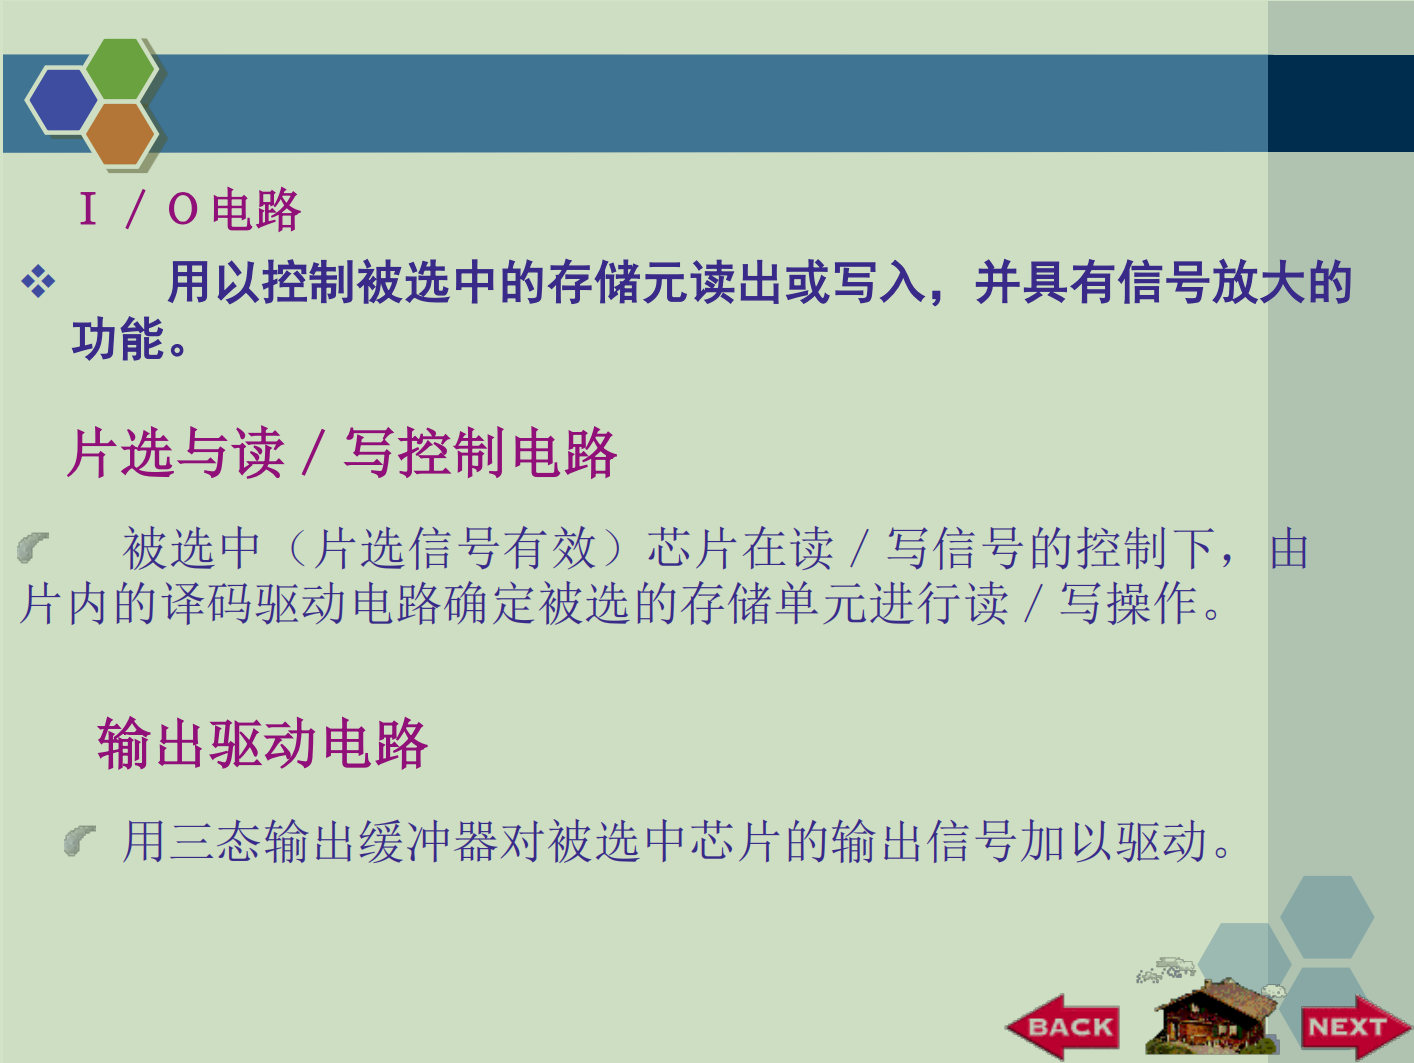 Ⅰ／Ｏ电路
用以控制被选中的存储元读出或写入，并具有信号放大的
功能。
片选与读／写控制电路
被选中（片选信号有效）芯片在读／写信号的控制下，由
片内的译码驱动电路确定被选的存储单元进行读／写操作。
输出驱动电路
用三态输出缓冲器对被选中芯片的输出信号加以驱动。
BACK
NEXT